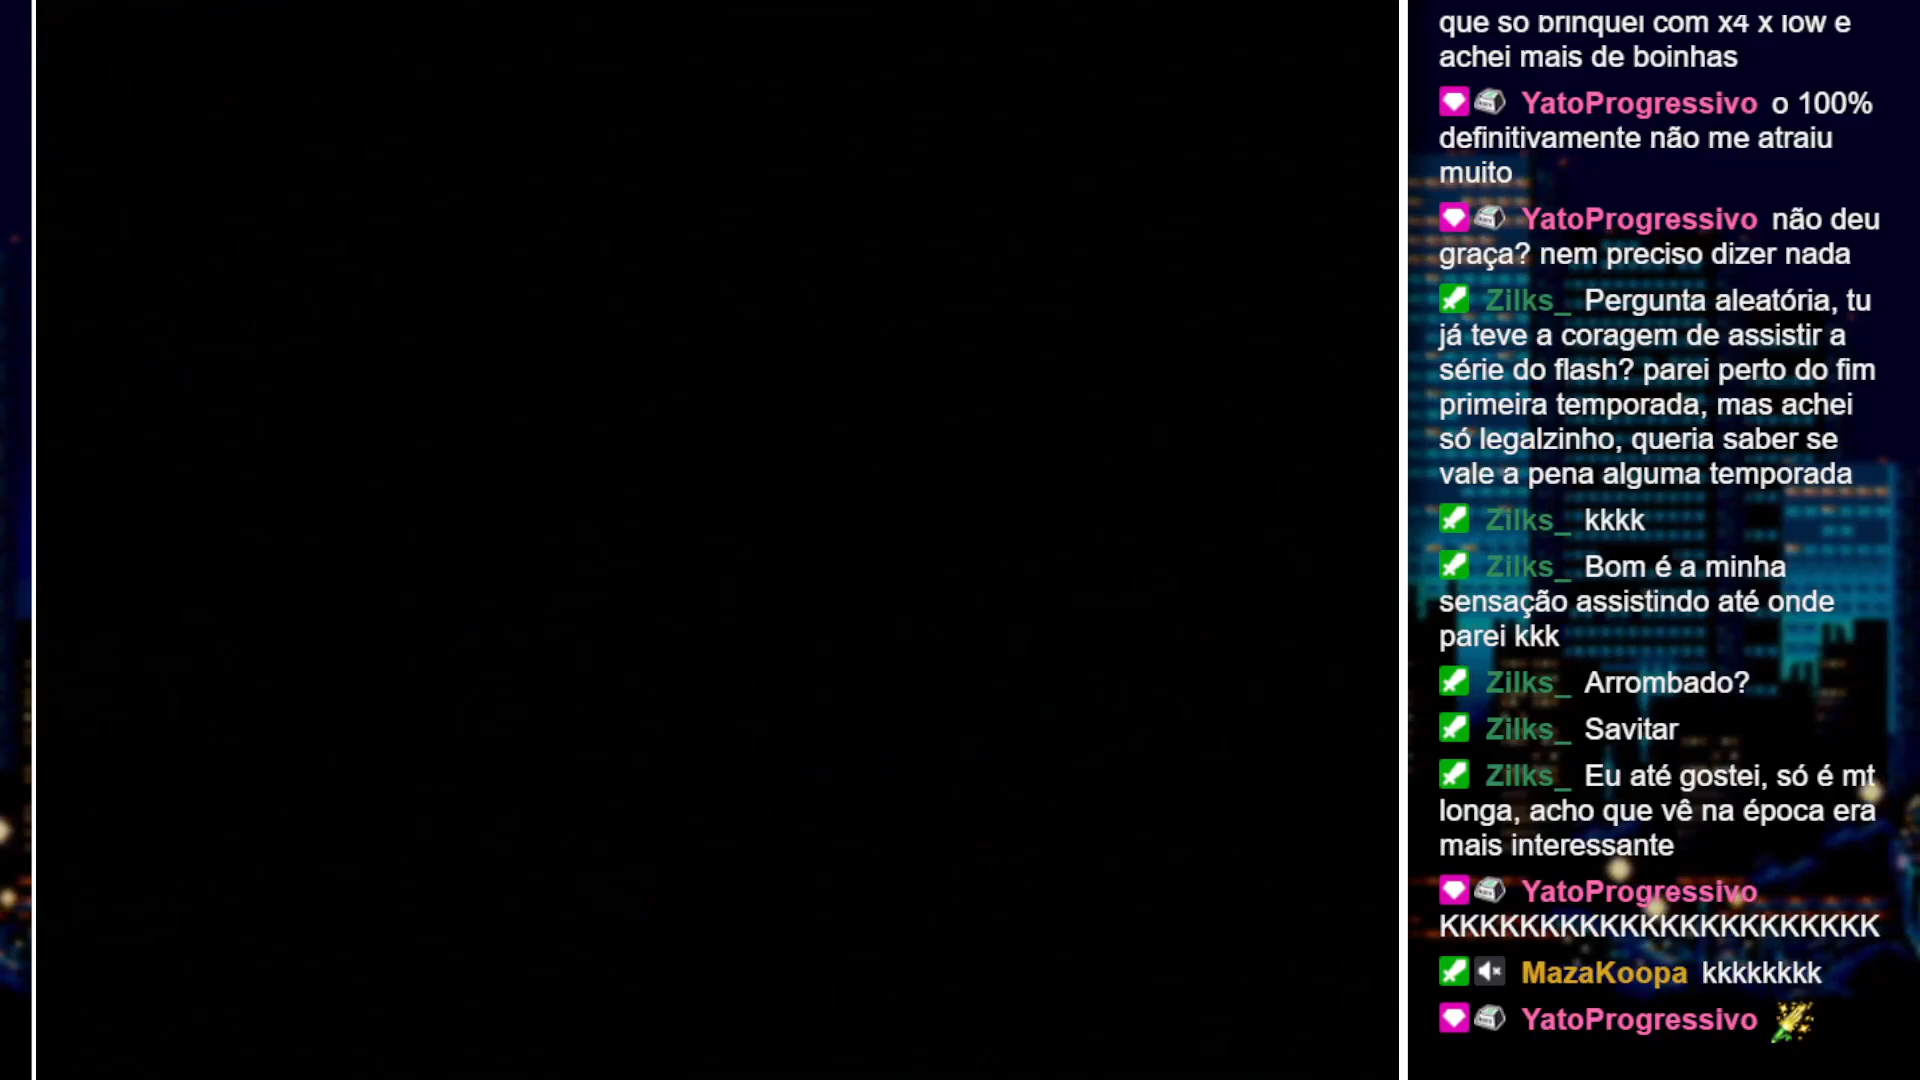 que so brinquei com x4 x low e
achei mais de boinhas
YatoProgressivo o 100%
definitivamente não me atraiu
muito
YatoProgressivo não deu
graça? nem preciso dizer nada
Zilks_ Pergunta aleatória, tu
já teve a coragem de assistir a
série do flash? parei perto do fim
primeira temporada, mas achei
só legalzinho, queria saber se
vale a pena alguma temporada
Zilks_ kkkk
Zilks_ Bom é a minha
sensação assistindo até onde
parei kkk
Zilks_ Arrombado?
Zilks_ Savitar
Zilks_ Eu até gostei, só é mt
longa, acho que vê na época era
mais interessante
YatoProgressivo
KKKKKKKKKKKKKKKKKKKKKK
MazaKoopa kkkkkkkk
YatoProgressivo